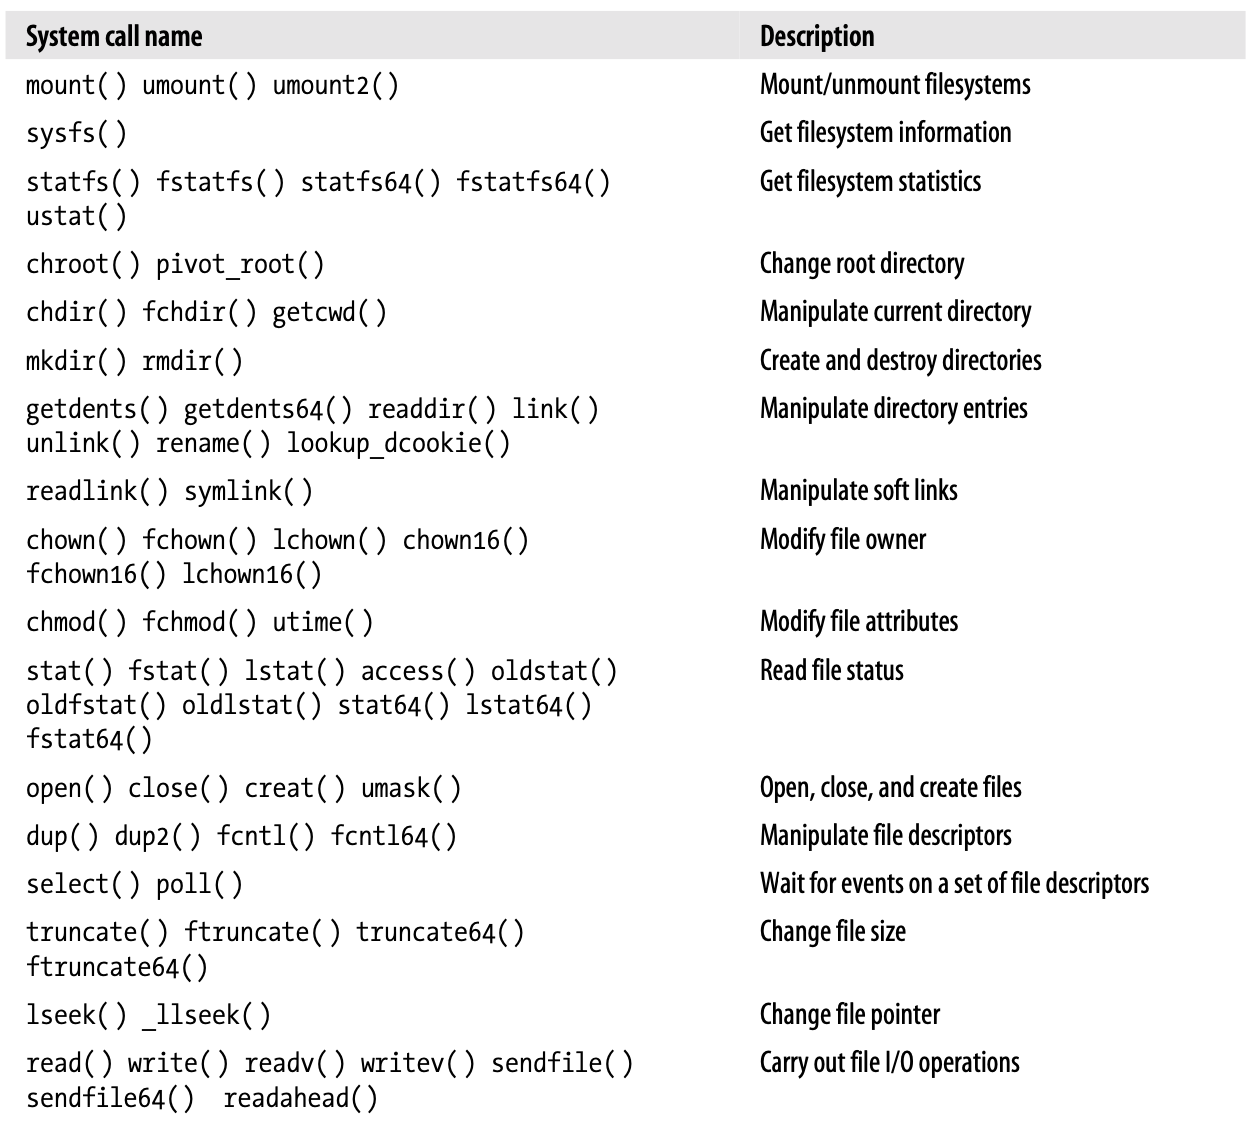 System call name Description
mount() umount() umount2() Mount/unmount filesystems
sysfs() Get filesystem information
statfs() fstatfs() statfs64() fstatfs64() Get filesystem statistics
ustat()
chroot() pivot_root() Change root directory
chdir() fchdir() getcwd() Manipulate current directory
mkdir() rmdir() Create and destroy directories
getdents() getdents64() readdir() link() Manipulate directory entries
unlink() rename() lookup_dcookie()
readlink() symlink() Manipulate soft links
chown() fchown() lchown() chown16() Modify file owner
fchown16() lchown16()
chmod() fchmod() utime() Modify file attributes
stat() fstat() lstat() access() oldstat() Read file status
oldfstat() oldlstat() stat64() lstat64()
fstat64()
open() close() creat() umask() Open, close, and create files
dup() dup2() fcntl() fcntl64() Manipulate file descriptors
select() poll() Wait for events on a set of file descriptors
truncate() ftruncate() truncate64() Change file size
ftruncate64()
lseek() _llseek() Change file pointer
read() write() readv() writev() sendfile() Carry out file I/O operations
sendfile64() readahead()